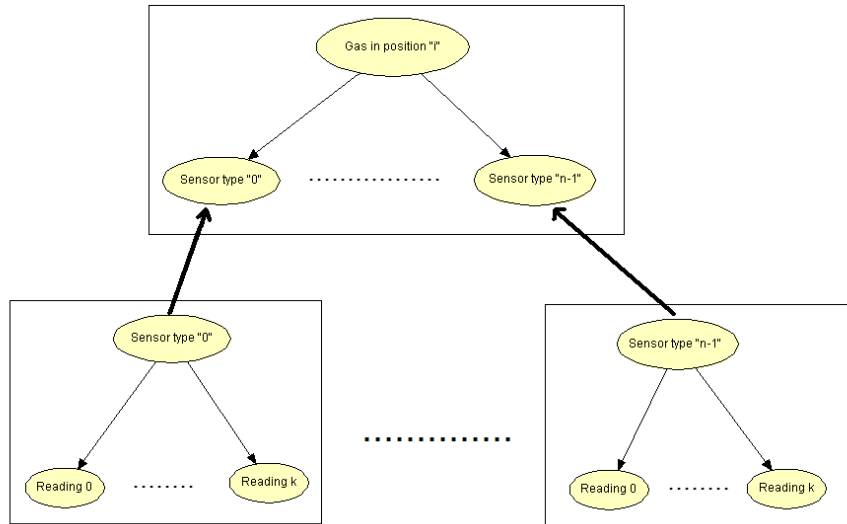 Gas in position "i"
Sensor type "0"
Sensor type "n-1"
Sensor type "0"
Sensor type "n-1"
Reading 0
Reading k
Reading 0
Reading k